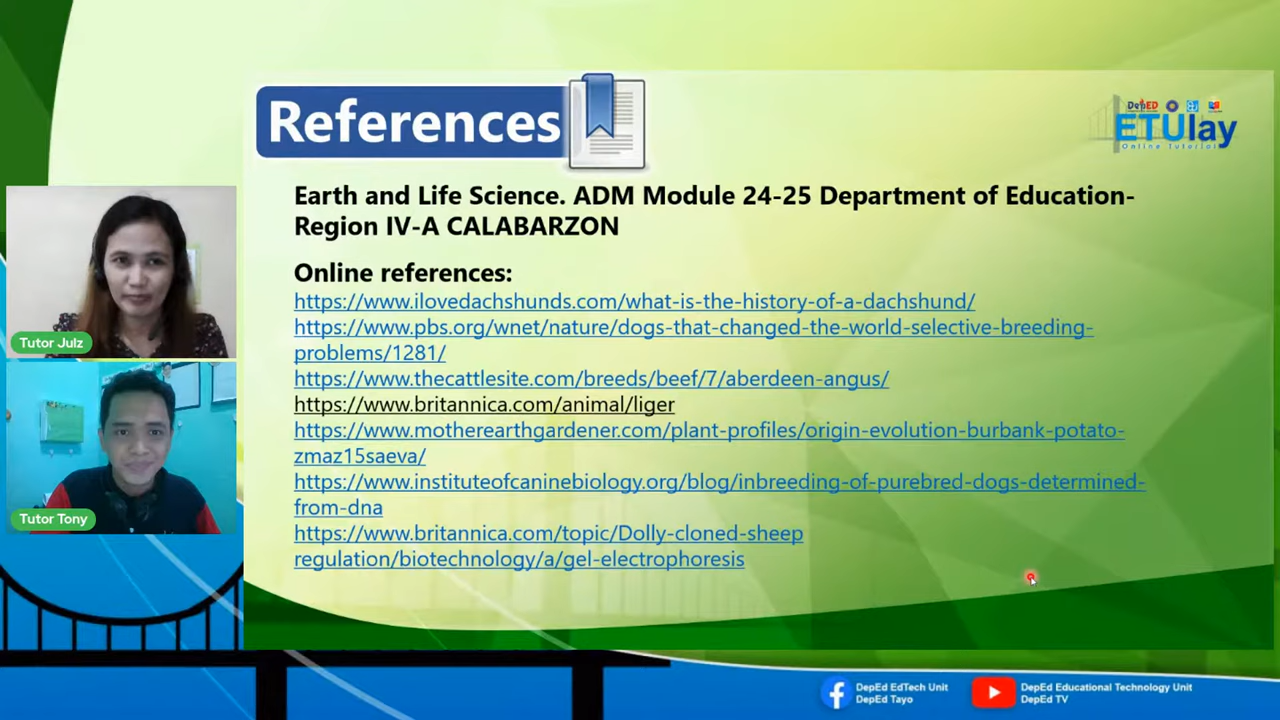 References
DepED
ETUlay
Online Tutorial
Earth and Life Science. ADM Module 24-25 Department of Education-
Region IV-A CALABARZON
Online references:
https://www.ilovedachshunds.com/what-is-the-history-of-a-dachshund/
https://www.pbs.org/wnet/nature/dogs-that-changed-the-world-selective-breeding-
problems/1281/
https://www.thecattlesite.com/breeds/beef/7/aberdeen-angus/
https://www.britannica.com/animal/liger
https://www.motherearthgardener.com/plant-profiles/origin-evolution-burbank-potato-
zmaz15saeva/
https://www.instituteofcaninebiology.org/blog/inbreeding-of-purebred-dogs-determined-
from-dna
https://www.britannica.com/topic/Dolly-cloned-sheep
regulation/biotechnology/a/gel-electrophoresis
Tutor Julz
Tutor Tony
DepEd EdTech Unit
DepEd Tayo
DepEd Educational Technology Unit
DepEd TV